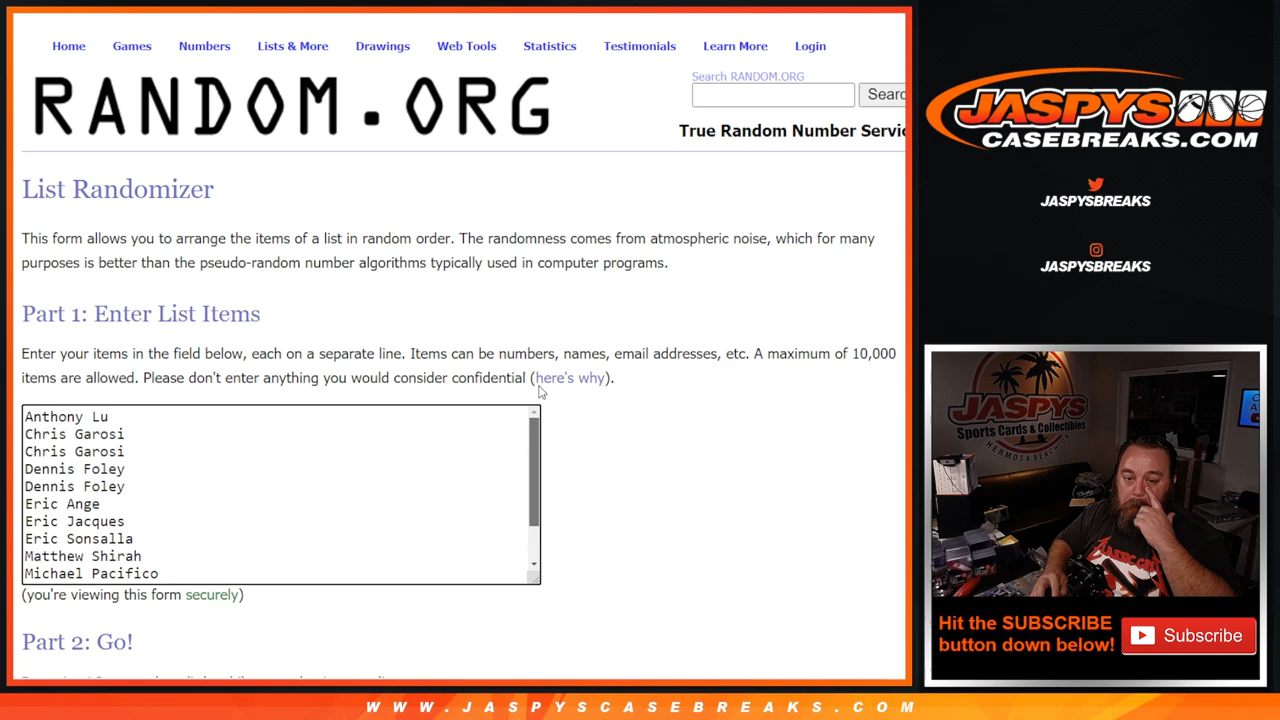 Home Games Numbers Lists & More Drawings Web Tools Statistics Testimonials Learn More Login
RANDOM.ORG
Search RANDOM.ORG
Searc
True Random Number Servic
List Randomizer
This form allows you to arrange the items of a list in random order. The randomness comes from atmospheric noise, which for many
purposes is better than the pseudo-random number algorithms typically used in computer programs.
Part 1: Enter List Items
Enter your items in the field below, each on a separate line. Items can be numbers, names, email addresses, etc. A maximum of 10,000
items are allowed. Please don't enter anything you would consider confidential (here's why).
Anthony Lu
Chris Garosi
Chris Garosi
Dennis Foley
Dennis Foley
Eric Ange
Eric Jacques
Eric Sonsalla
Matthew Shirah
Michael Pacifico
(you're viewing this form securely)
Part 2: Go!
JASPYS
CASEBREAKS.COM
JASPYSBREAKS
JASPYSBREAKS
JASPYS
Sports Cards & Collectibles
HERMOSA BEACH, CA
Hit the SUBSCRIBE
button down below!
Subscribe
WWW.JASPYSCASEBREAKS.COM